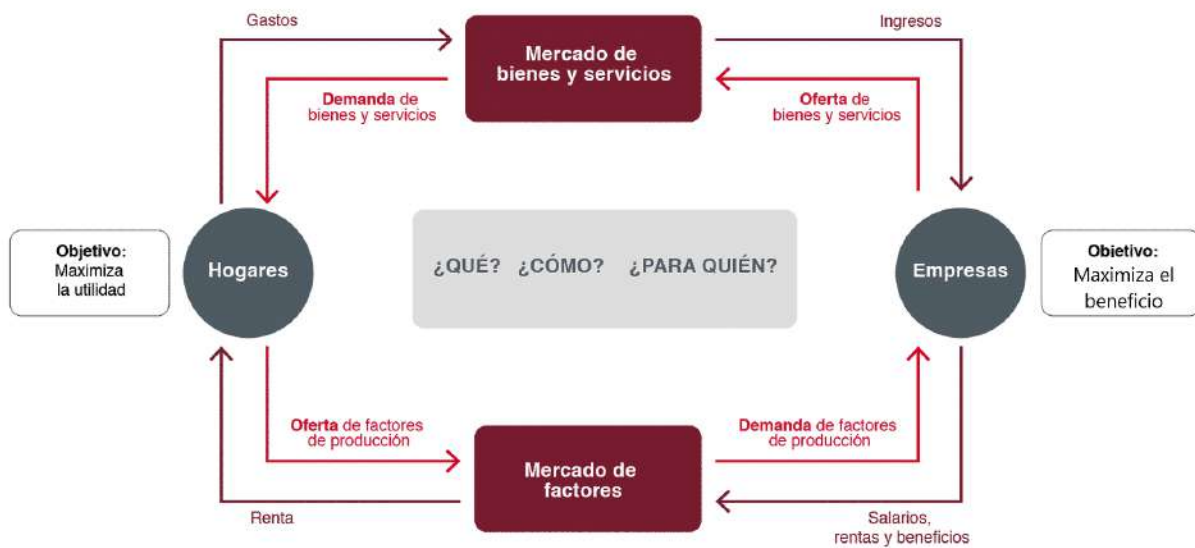 Gastos
Mercado de
bienes y servicios
Ingresos
Demanda de
bienes y servicios
Oferta de
bienes y servicios
Objetivo:
Maximiza
la utilidad
Hogares
¿QUÉ? ¿CÓMO? ¿PARA QUIÉN?
Empresas
Objetivo:
Maximiza el
beneficio
Oferta de factores
de producción
Demanda de factores
de producción
Mercado de
factores
Renta
Salarios,
rentas y beneficios